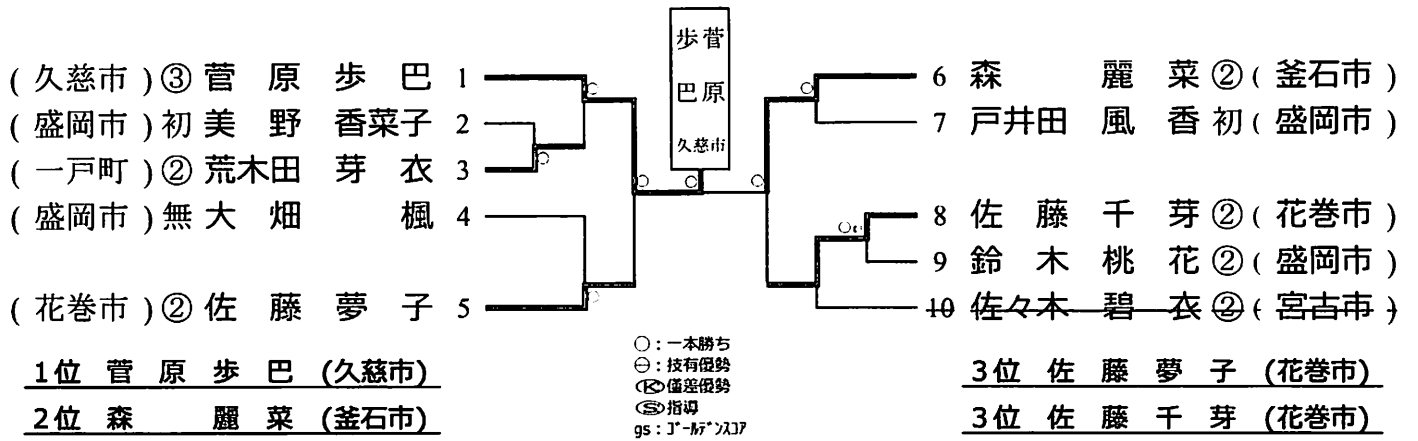 菅原歩巴
久慈市
( 久慈市 ) ③ 菅 原 歩 巴 1
( 盛岡市 ) 初 美 野 香菜子 2
( 一戸町 ) ② 荒木田 芽 衣 3
( 盛岡市 ) 無 大 畑 楓 4
( 花巻市 ) ② 佐 藤 夢 子 5
6 森 麗 菜 ② ( 釜石市 )
7 戸井田 風 香 初 ( 盛岡市 )
8 佐 藤 千 芽 ② ( 花巻市 )
9 鈴 木 桃 花 ② ( 盛岡市 )
10 佐々木 碧 衣 ② ( 宮古市 )
○
○
○
○
○
○
○
○gs
○
1位 菅 原 歩 巴 (久慈市)
2位 森 麗 菜 (釜石市)
○：一本勝ち
⊖：技有優勢
Ⓚ僅差優勢
Ⓢ指導
gs：ｺﾞｰﾙﾃﾞﾝｽｺｱ
3位 佐 藤 夢 子 (花巻市)
3位 佐 藤 千 芽 (花巻市)